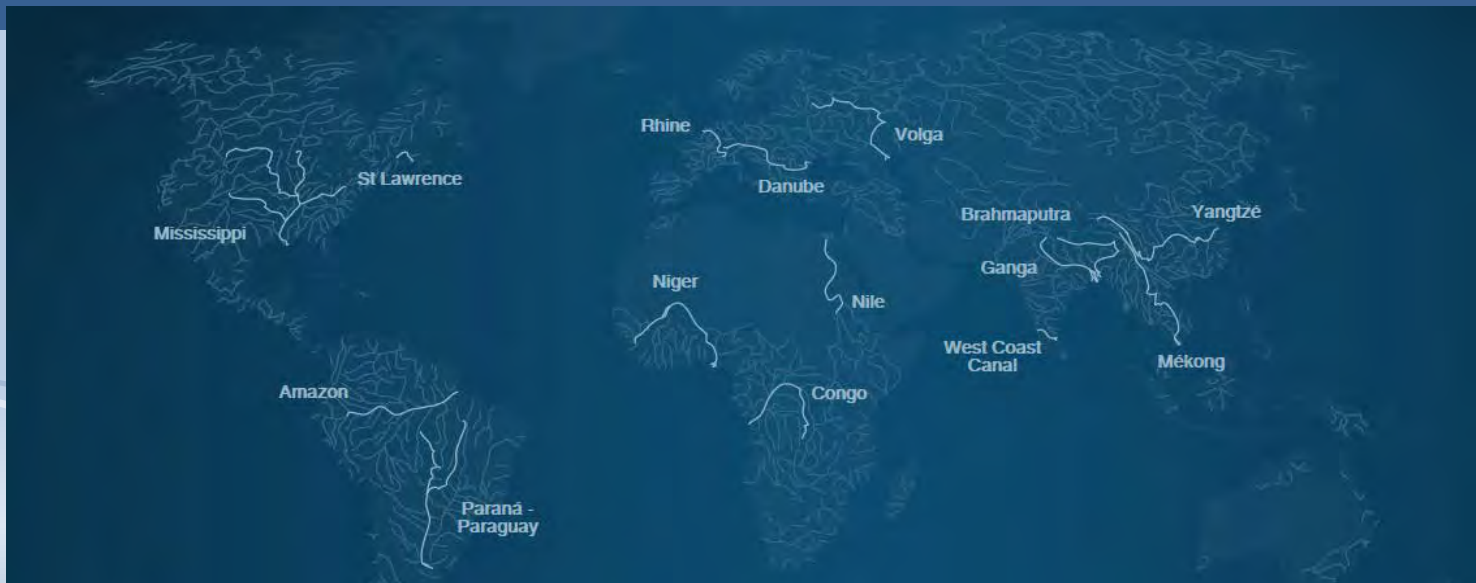 Rhine
Volga
St Lawrence
Danube
Mississippi
Brahmaputra
Yangtzé
Ganga
Niger
Nile
West Coast
Canal
Mékong
Amazon
Congo
Paraná -
Paraguay